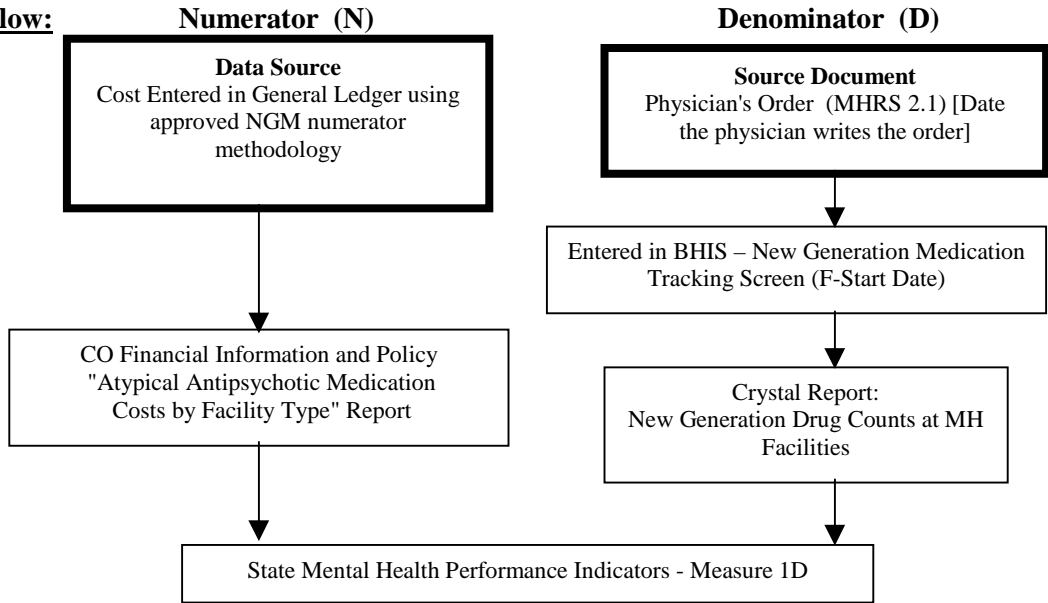 low:
Numerator (N)
Denominator (D)
Data Source
Cost Entered in General Ledger using
approved NGM numerator
methodology
Source Document
Physician's Order (MHRS 2.1) [Date
the physician writes the order]
Entered in BHIS – New Generation Medication
Tracking Screen (F-Start Date)
CO Financial Information and Policy
"Atypical Antipsychotic Medication
Costs by Facility Type" Report
Crystal Report:
New Generation Drug Counts at MH
Facilities
State Mental Health Performance Indicators - Measure 1D